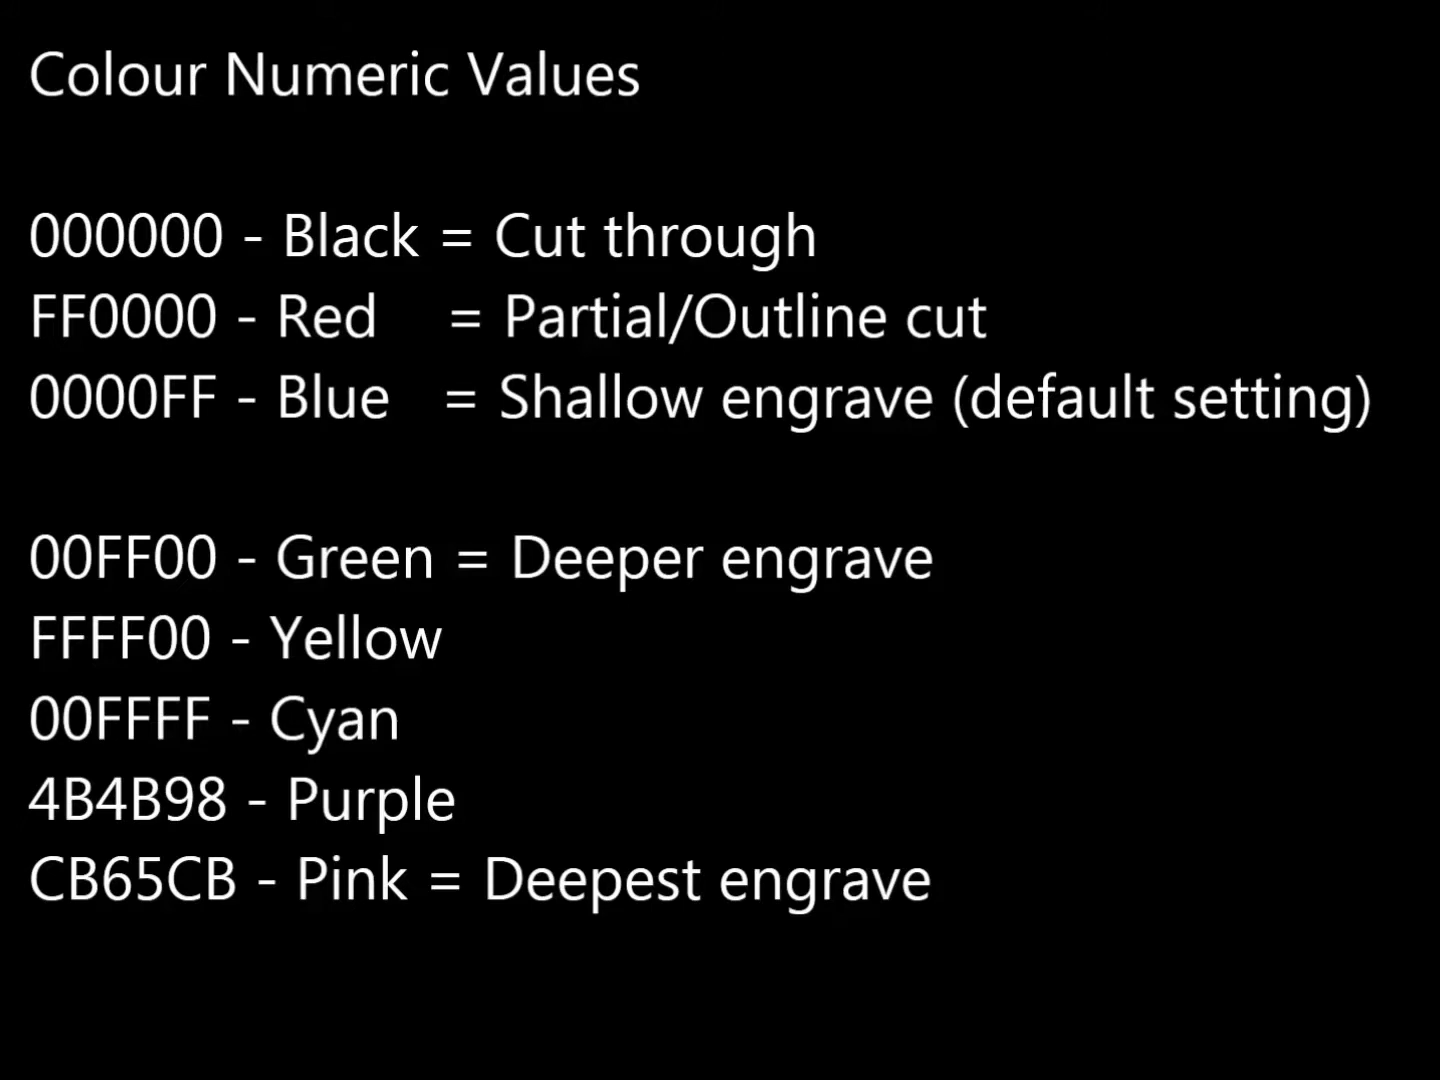 Colour Numeric Values
000000 - Black = Cut through
FF0000 - Red = Partial/Outline cut
0000FF - Blue = Shallow engrave (default setting)
00FF00 - Green = Deeper engrave
FFFF00 - Yellow
00FFFF - Cyan
4B4B98 - Purple
CB65CB - Pink = Deepest engrave